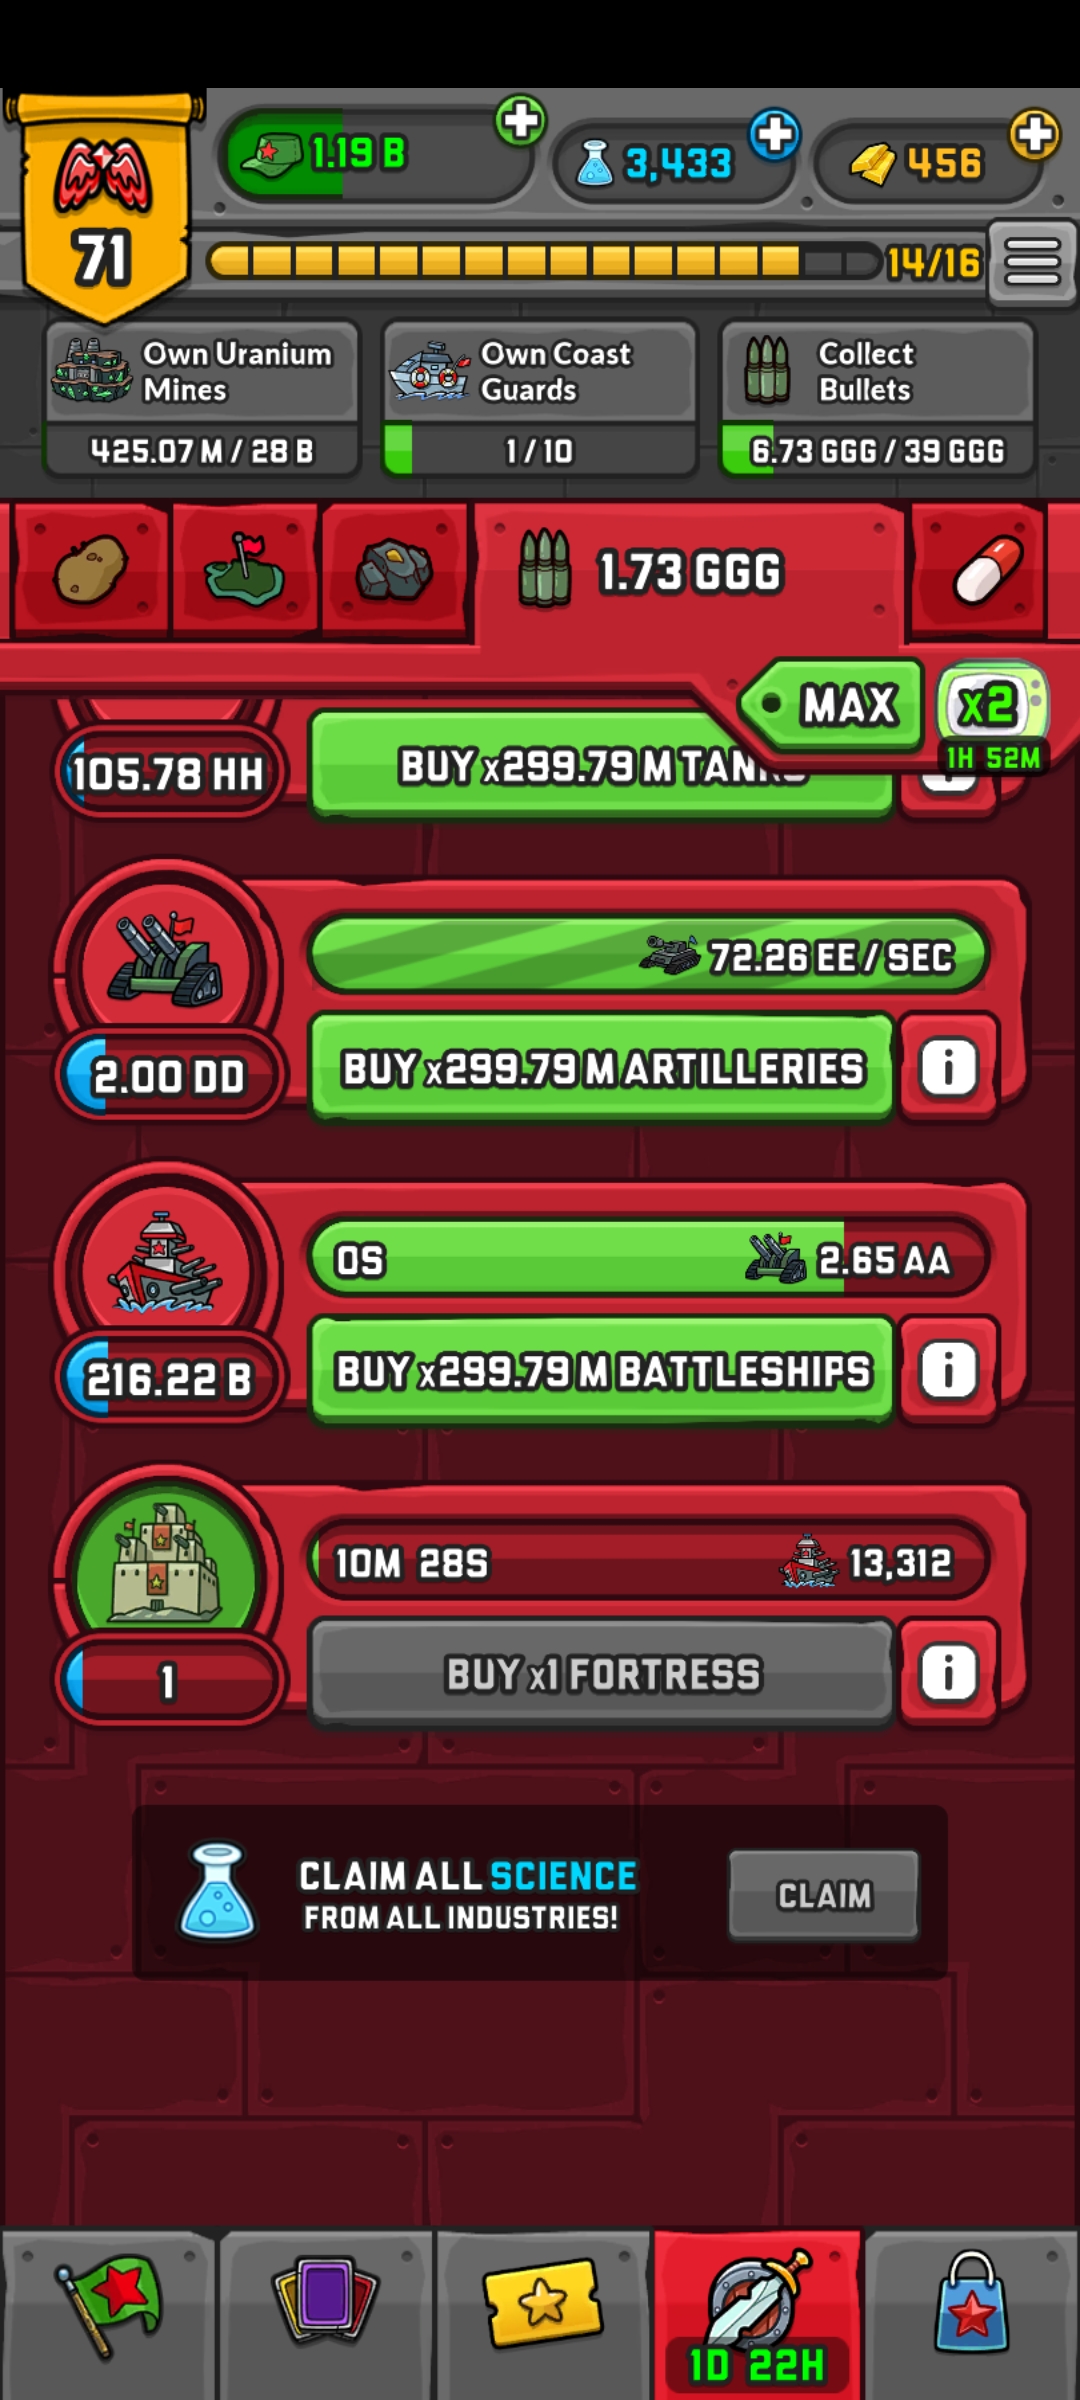 1.19 B
3,433
456
71
14/16
Own Uranium
Mines
425.07 M / 28 B
Own Coast
Guards
1 / 10
Collect
Bullets
6.73 GGG / 39 GGG
1.73 GGG
MAX
x2
1H 52M
105.78 HH
BUY x299.79 M TANKS
72.26 EE / SEC
2.00 DD
BUY x299.79 M ARTILLERIES
i
0S
2.65 AA
216.22 B
BUY x299.79 M BATTLESHIPS
i
10M 28S
13,312
1
BUY x1 FORTRESS
i
CLAIM ALL SCIENCE
FROM ALL INDUSTRIES!
CLAIM
1D 22H